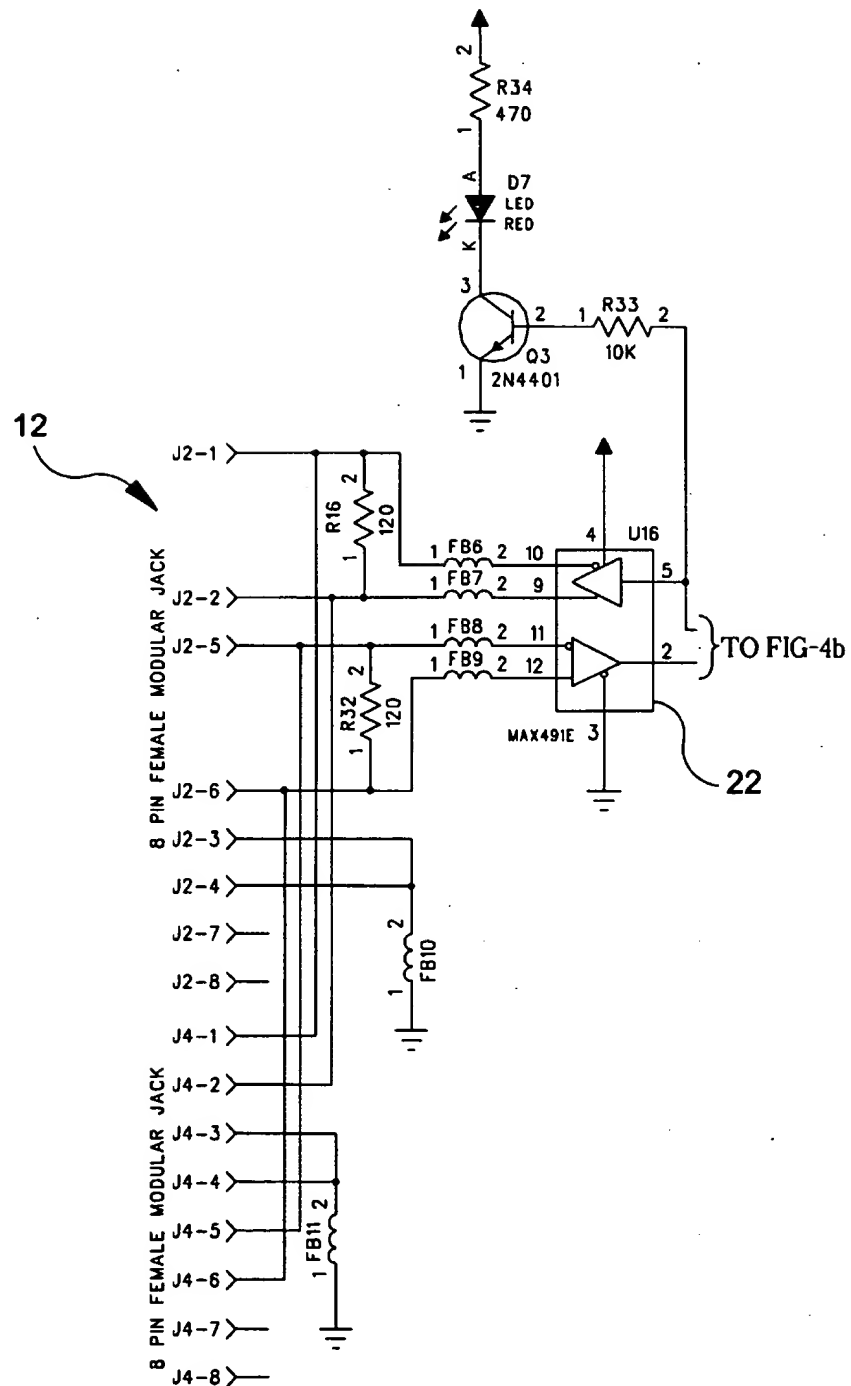 2
R34
470
1
A
D7
LED
RED
K
3
2
1
R33
2
10K
Q3
2N4401
1
12
J2-1
2
R16
120
1
4
U16
1 FB6 2 10
5
J2-2
1 FB7 2 9
J2-5
1 FB8 2 11
2
TO FIG-4b
1 FB9 2 12
2
R32
120
1
MAX491E 3
22
8 PIN FEMALE MODULAR JACK
J2-6
J2-3
J2-4
2
FB10
1
J2-7
J2-8
J4-1
J4-2
J4-3
J4-4
2
FB11
1
J4-5
J4-6
J4-7
J4-8
8 PIN FEMALE MODULAR JACK